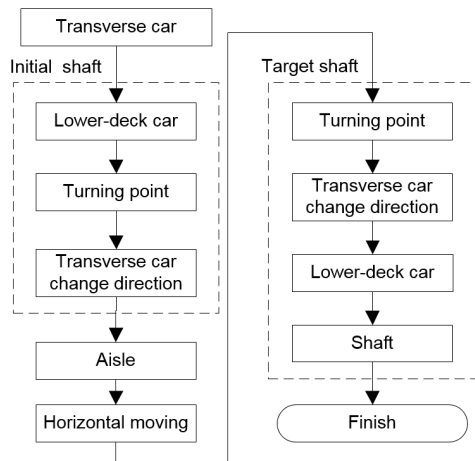 Transverse car
Initial shaft
Lower-deck car
Turning point
Transverse car
change direction
Aisle
Horizontal moving
Target shaft
Turning point
Transverse car
change direction
Lower-deck car
Shaft
Finish